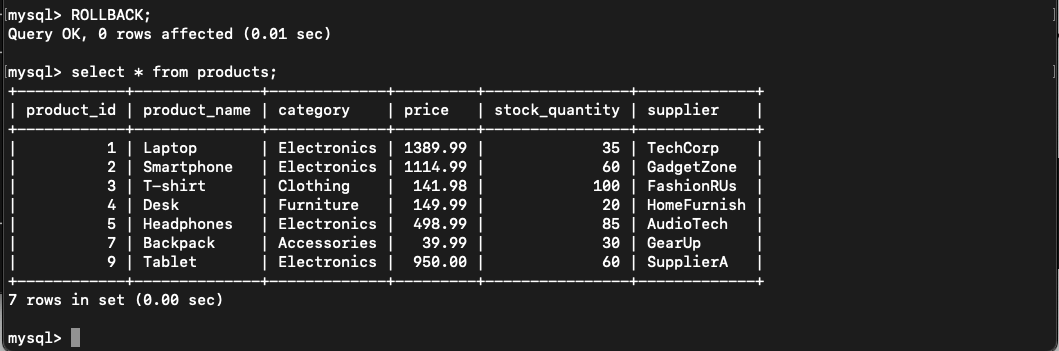 mysql> ROLLBACK;
Query OK, 0 rows affected (0.01 sec)
mysql> select * from products;
+------------+--------------+-------------+---------+----------------+------------+
| product_id | product_name | category    | price   | stock_quantity | supplier   |
+------------+--------------+-------------+---------+----------------+------------+
|          1 | Laptop       | Electronics | 1389.99 |             35 | TechCorp    |
|          2 | Smartphone   | Electronics | 1114.99 |             60 | GadgetZone  |
|          3 | T-shirt      | Clothing    |  141.98 |            100 | FashionRUs  |
|          4 | Desk         | Furniture   |  149.99 |             20 | HomeFurnish |
|          5 | Headphones   | Electronics |  498.99 |             85 | AudioTech   |
|          7 | Backpack     | Accessories |   39.99 |             30 | GearUp      |
|          9 | Tablet       | Electronics |  950.00 |             60 | SupplierA   |
+------------+--------------+-------------+---------+----------------+-------------+
7 rows in set (0.00 sec)
mysql>